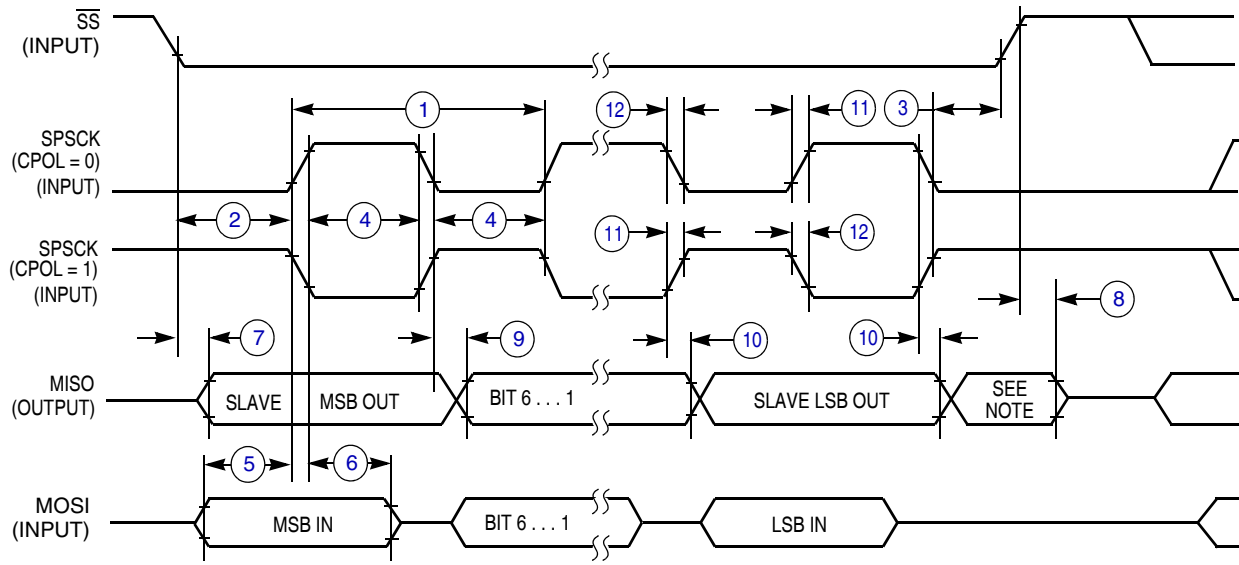 SS
(INPUT)
1
12
11
3
SPSCK
(CPOL = 0)
(INPUT)
2
4
4
SPSCK
(CPOL = 1)
(INPUT)
11
12
7
9
10
10
8
MISO
(OUTPUT)
SLAVE
MSB OUT
BIT 6 . . . 1
SLAVE LSB OUT
SEE
NOTE
5
6
MOSI
(INPUT)
MSB IN
BIT 6 . . . 1
LSB IN